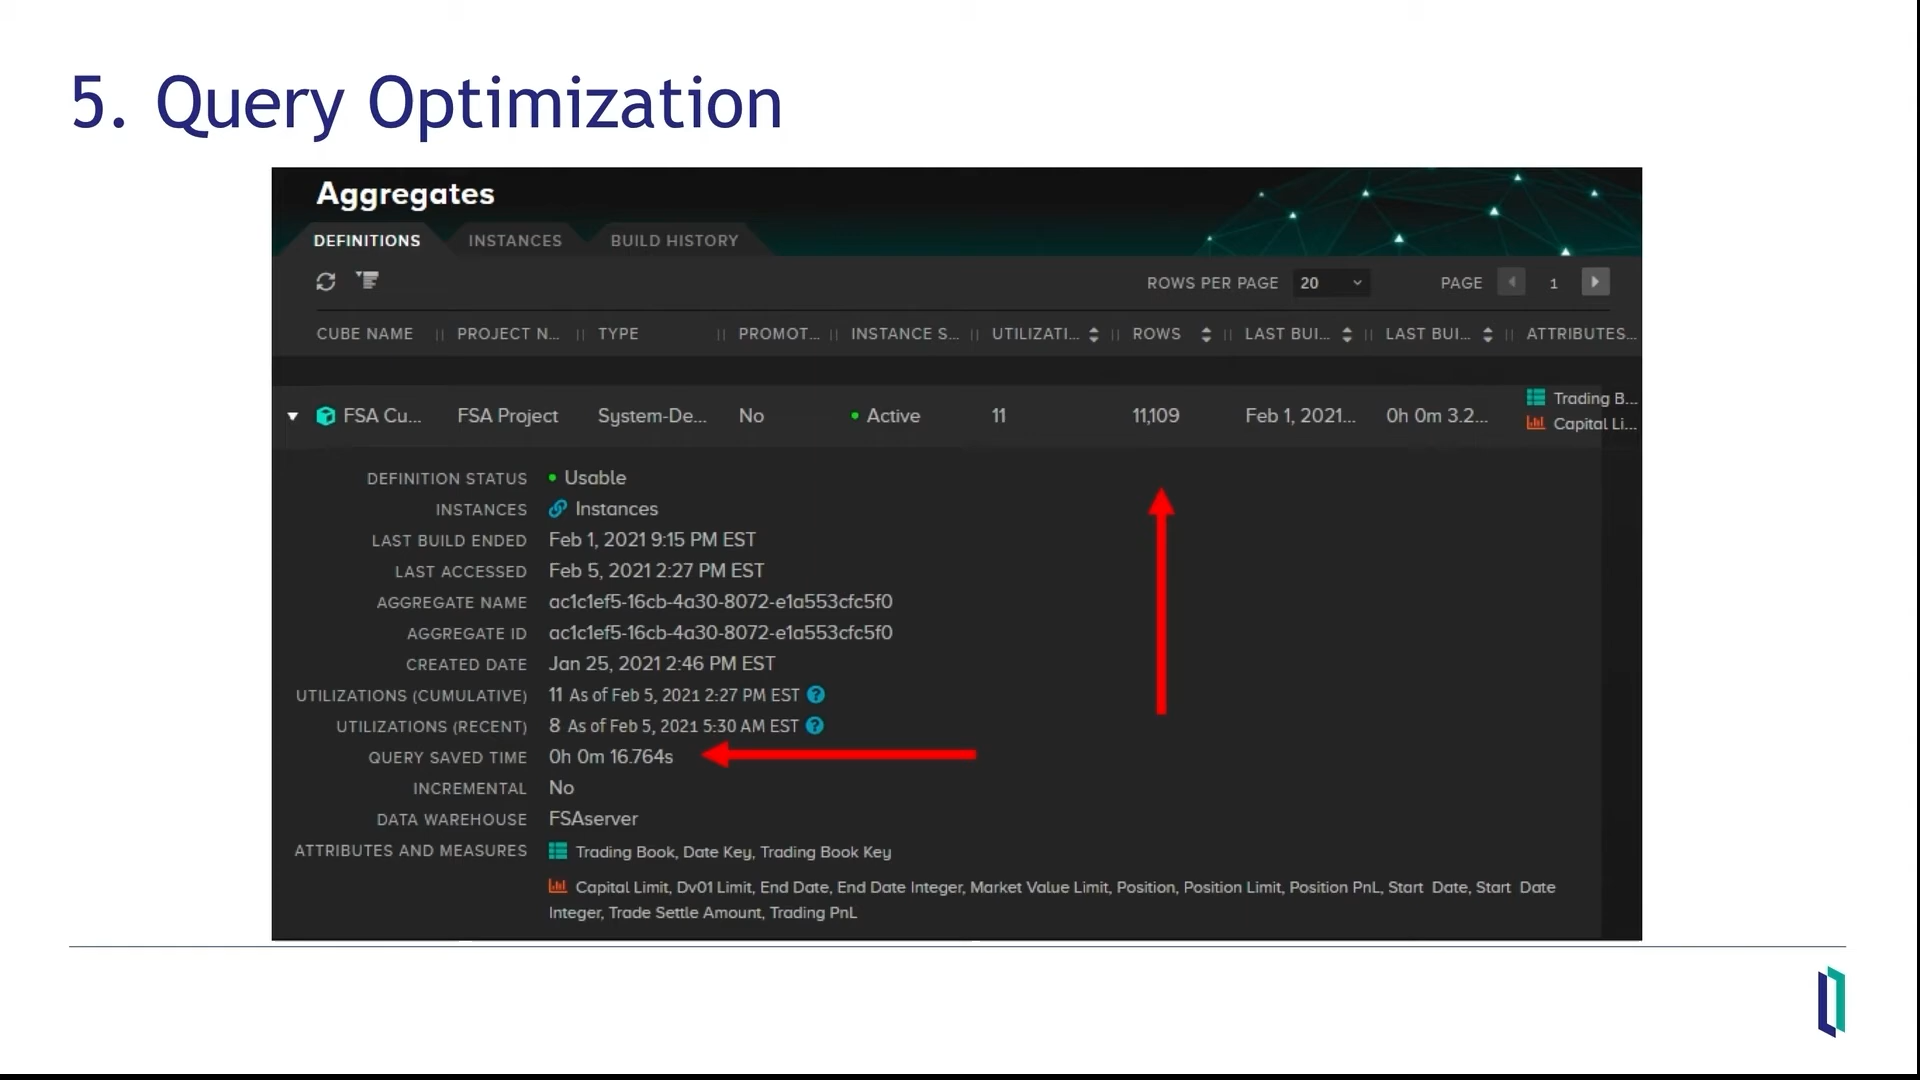 5. Query Optimization
Aggregates
DEFINITIONS INSTANCES BUILD HISTORY
ROWS PER PAGE 20 PAGE 1
CUBE NAME PROJECT N... TYPE PROMOT... INSTANCE S... UTILIZATI... ROWS LAST BUI... LAST BUI... ATTRIBUTES...
FSA Cu... FSA Project System-De... No Active 11 11,109 Feb 1, 2021... 0h 0m 3.2... Trading B...
Capital Li...
DEFINITION STATUS Usable
INSTANCES Instances
LAST BUILD ENDED Feb 1, 2021 9:15 PM EST
LAST ACCESSED Feb 5, 2021 2:27 PM EST
AGGREGATE NAME ac1c1ef5-16cb-4a30-8072-e1a553cfc5f0
AGGREGATE ID ac1c1ef5-16cb-4a30-8072-e1a553cfc5f0
CREATED DATE Jan 25, 2021 2:46 PM EST
UTILIZATIONS (CUMULATIVE) 11 As of Feb 5, 2021 2:27 PM EST ?
UTILIZATIONS (RECENT) 8 As of Feb 5, 2021 5:30 AM EST ?
QUERY SAVED TIME 0h 0m 16.764s
INCREMENTAL No
DATA WAREHOUSE FSAserver
ATTRIBUTES AND MEASURES Trading Book, Date Key, Trading Book Key
Capital Limit, Dv01 Limit, End Date, End Date Integer, Market Value Limit, Position, Position Limit, Position PnL, Start Date, Start Date
Integer, Trade Settle Amount, Trading PnL